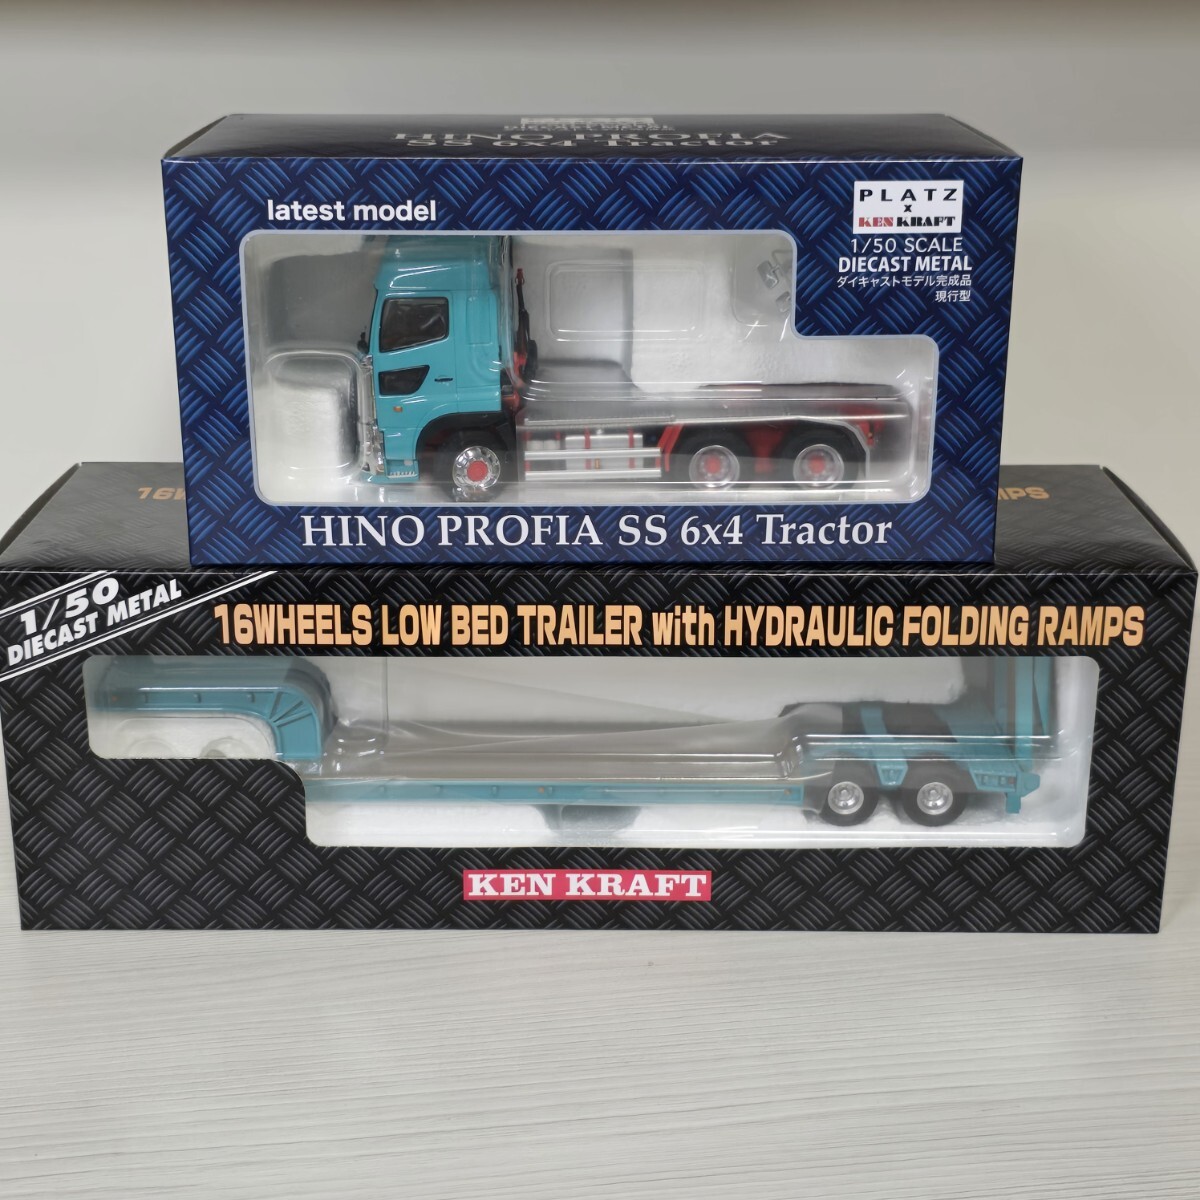 DIECAST METAL
HINO PROFIA
SS 6x4 Tractor
latest model
PLATZ
x
KEN KRAFT
1/50 SCALE
DIECAST METAL
ダイキャストモデル完成品
現行型
HINO PROFIA SS 6x4 Tractor
1/50
DIECAST METAL
16WHEELS LOW BED TRAILER with HYDRAULIC FOLDING RAMPS
KEN KRAFT